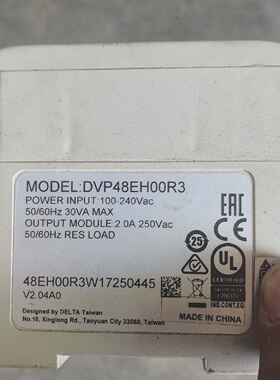 MODEL:DVP48EH00R3
POWER INPUT 100-240Vac
50/60Hz 30VA MAX
OUTPUT MODULE:2.0A 250Vac
50/60Hz RES LOAD
EAC
25
UL
LISTED
IND.CONT.EQ.
48EH00R3W17250445
V2.04A0
Designed by DELTA Taiwan
No.18, Xinglong Rd., Taoyuan City 33068, Taiwan
MADE IN CHINA